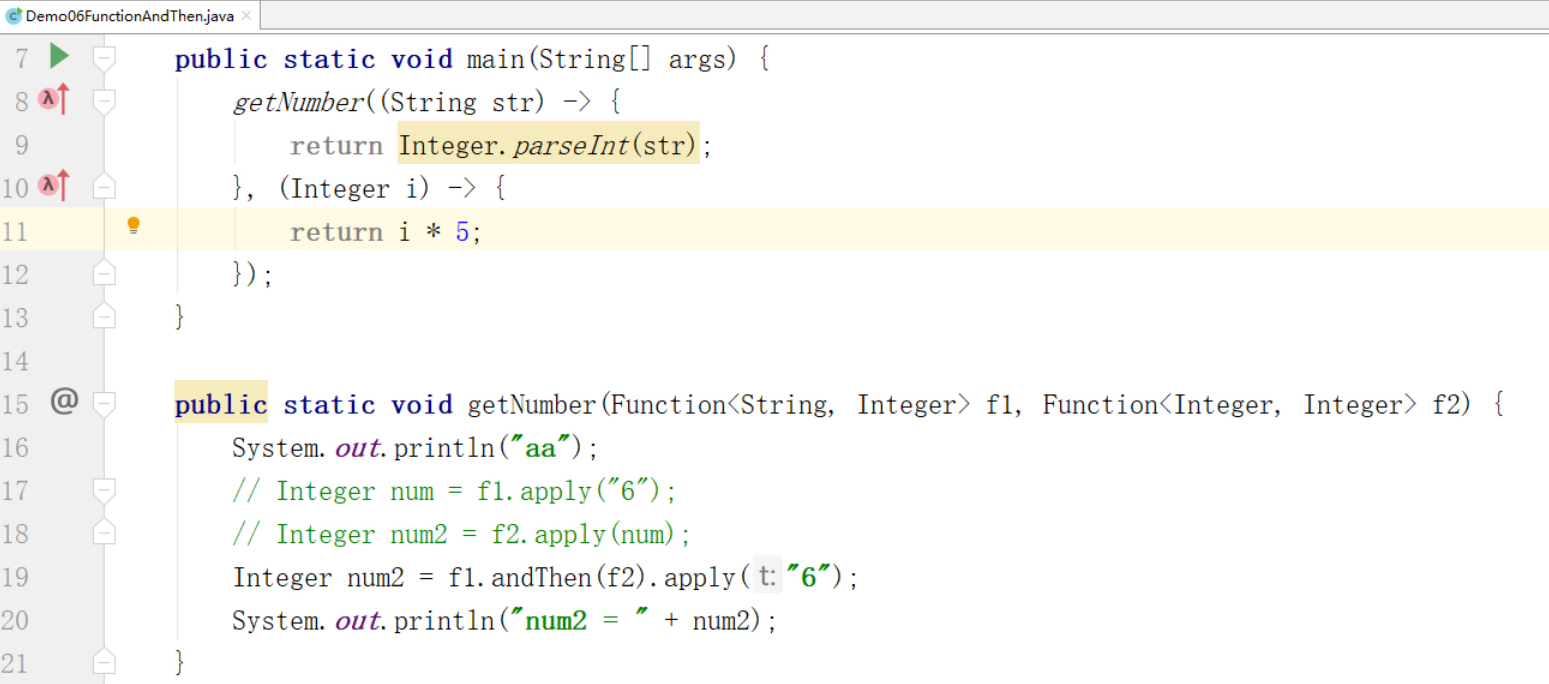 Demo06FunctionAndThen.java
7 public static void main(String[] args) {
8 getNumber((String str) -> {
9 return Integer.parseInt(str);
10 }, (Integer i) -> {
11 return i * 5;
12 });
13 }
14
15 @ public static void getNumber(Function<String, Integer> f1, Function<Integer, Integer> f2) {
16 System.out.println("aa");
17 // Integer num = f1.apply("6");
18 // Integer num2 = f2.apply(num);
19 Integer num2 = f1.andThen(f2).apply( t: "6");
20 System.out.println("num2 = " + num2);
21 }